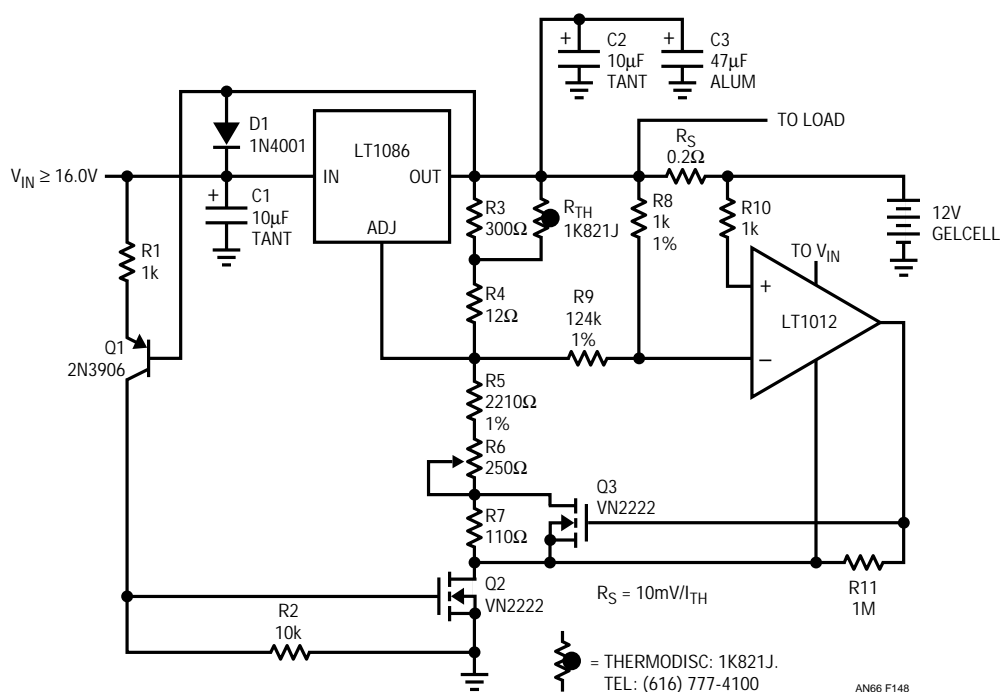 C2
10µF
TANT
C3
47µF
ALUM
D1
1N4001
LT1086
IN
OUT
ADJ
TO LOAD
RS
0.2Ω
VIN ≥ 16.0V
C1
10µF
TANT
R3
300Ω
RTH
1K821J
R8
1k
1%
R10
1k
12V
GELCELL
R1
1k
R4
12Ω
R9
124k
1%
TO VIN
LT1012
+
–
Q1
2N3906
R5
2210Ω
1%
R6
250Ω
Q3
VN2222
R7
110Ω
Q2
VN2222
RS = 10mV/ITH
R11
1M
R2
10k
= THERMODISC: 1K821J.
TEL: (616) 777-4100
AN66 F148